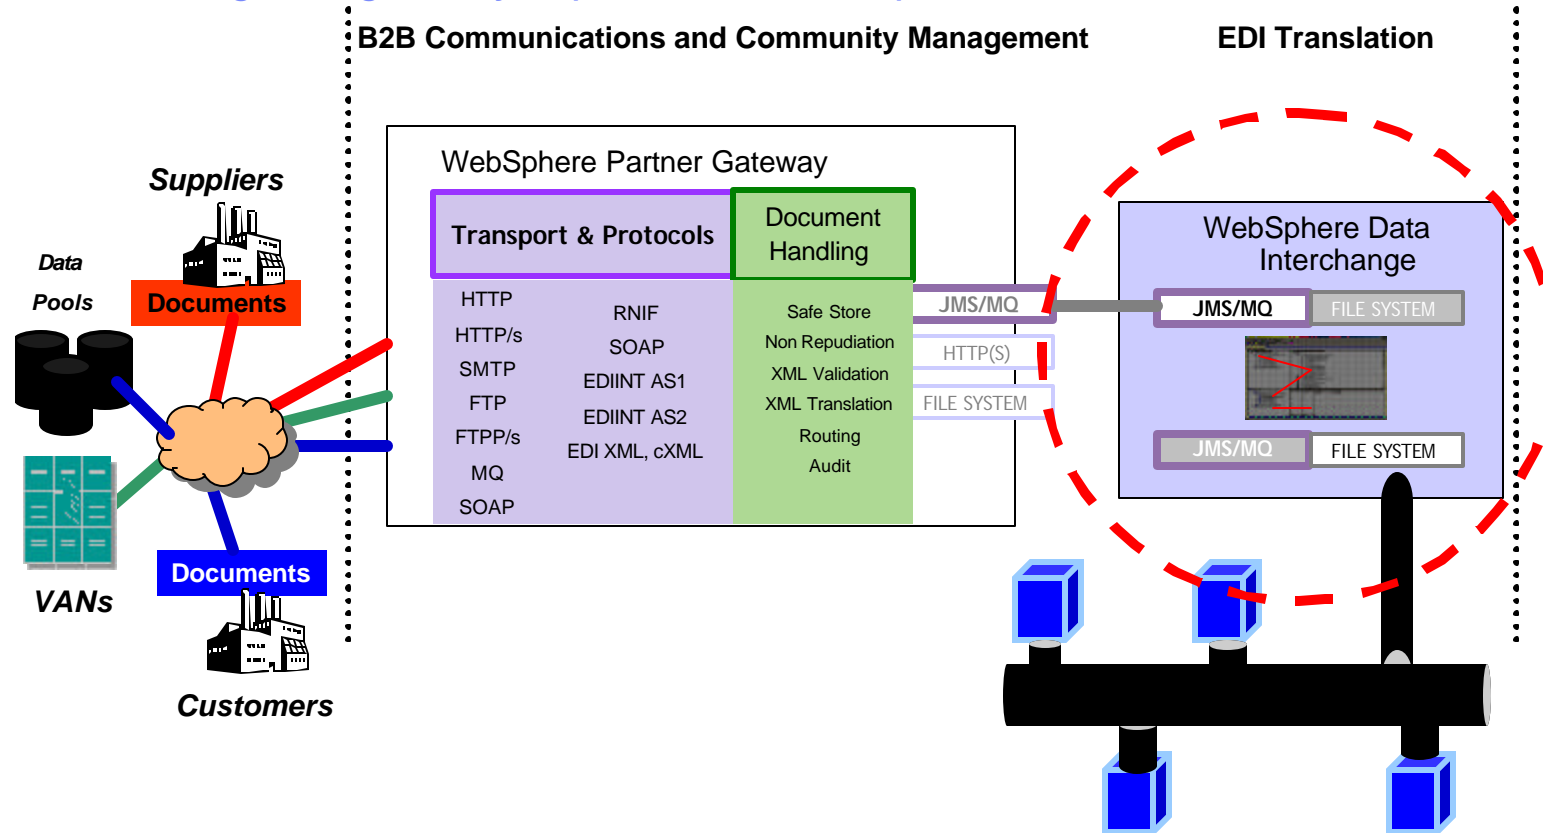 B2B Communications and Community Management
EDI Translation
WebSphere Partner Gateway
Suppliers
Documents
Data
Pools
VANs
Documents
Customers
Transport & Protocols
HTTP
HTTP/s
SMTP
FTP
FTPP/s
MQ
SOAP
RNIF
SOAP
EDIINT AS1
EDIINT AS2
EDI XML, cXML
Document
Handling
Safe Store
Non Repudiation
XML Validation
XML Translation
Routing
Audit
JMS/MQ
HTTP(S)
FILE SYSTEM
WebSphere Data
Interchange
JMS/MQ
FILE SYSTEM
JMS/MQ
FILE SYSTEM